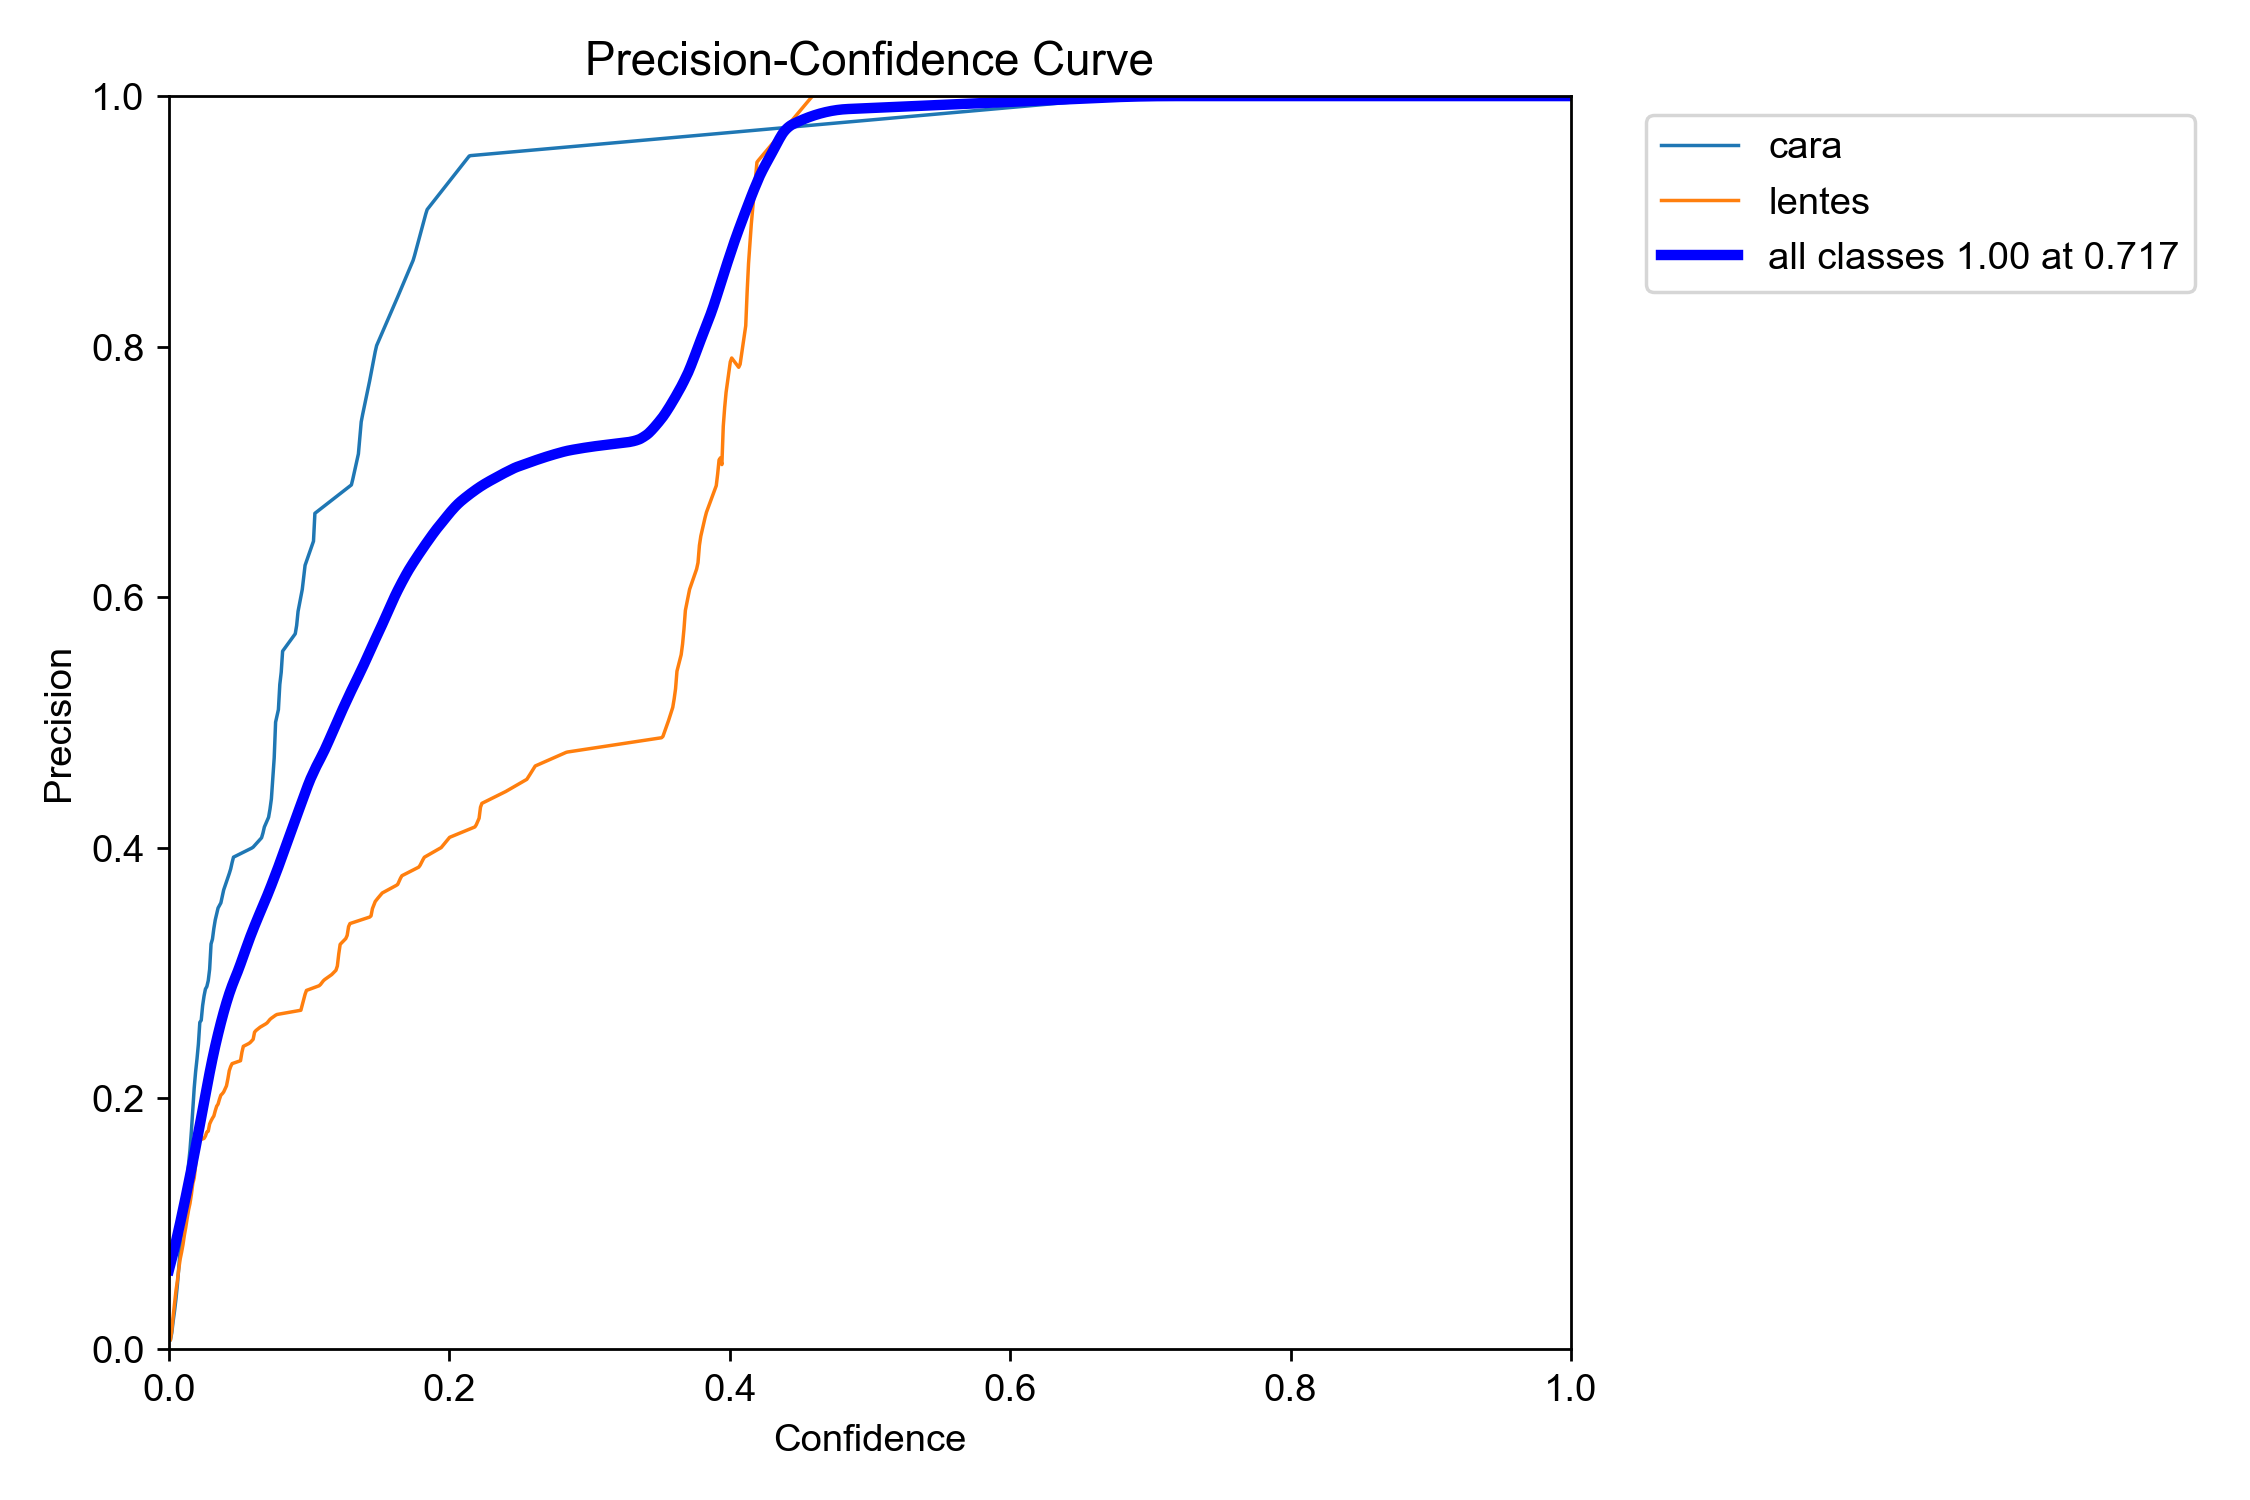 Precision-Confidence Curve
1.0
0.8
0.6
0.4
0.2
0.0
Precision
0.0 0.2 0.4 0.6 0.8 1.0
Confidence
cara
lentes
all classes 1.00 at 0.717